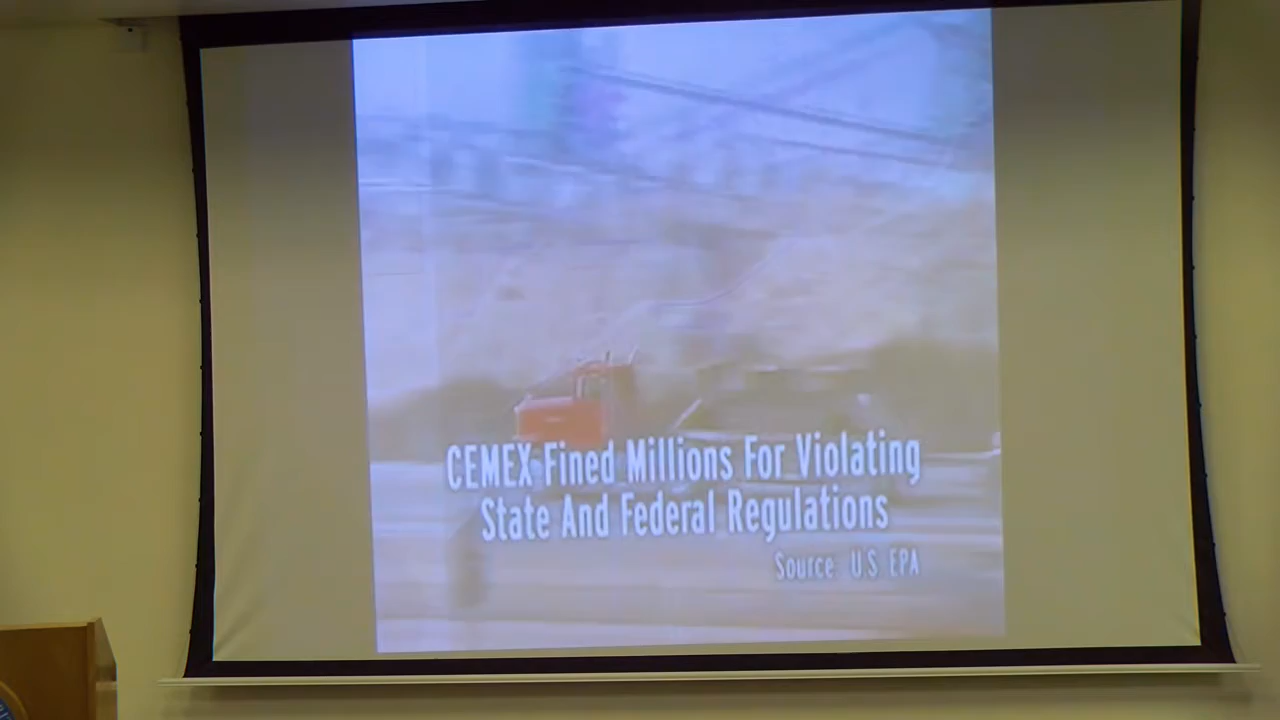 CEMEX Fined Millions For Violating
State And Federal Regulations
Source: U.S. EPA